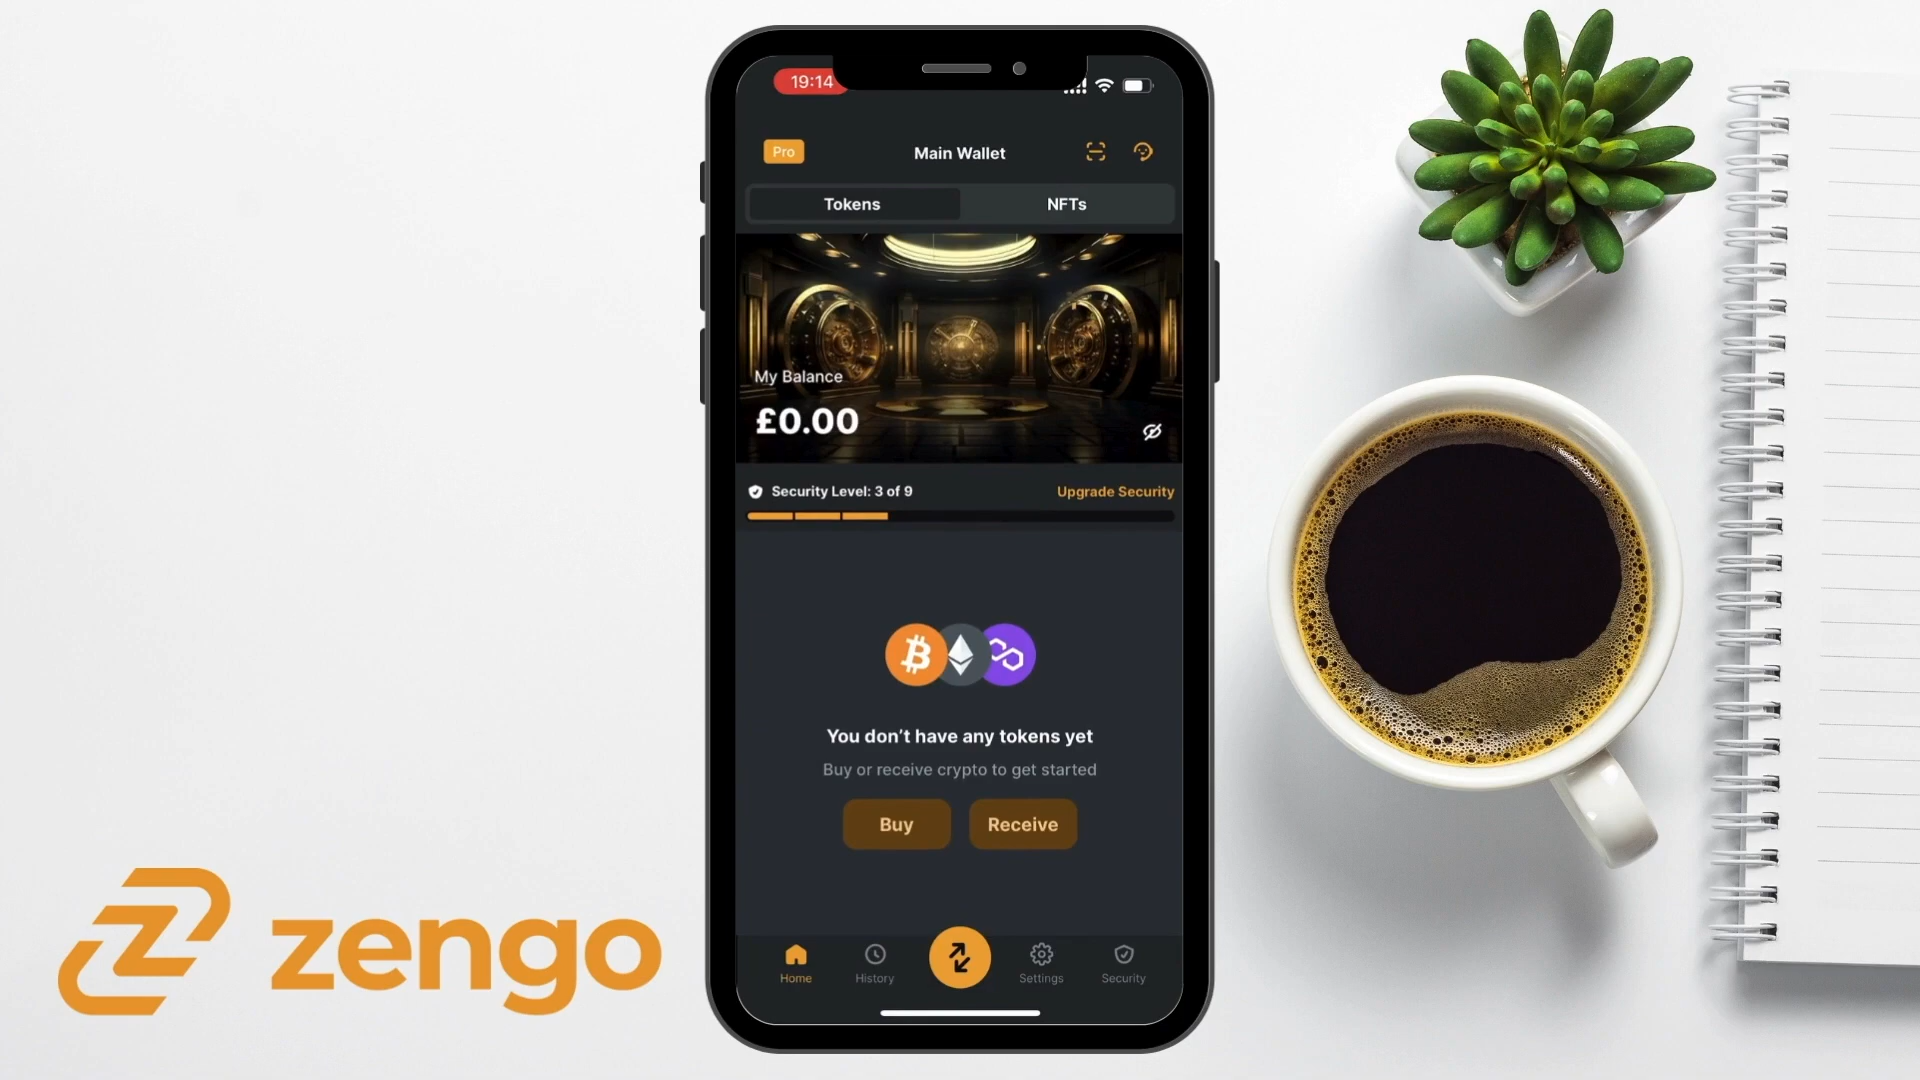 19:14
Pro
Main Wallet
Tokens
NFTs
My Balance
£0.00
Security Level: 3 of 9
Upgrade Security
You don't have any tokens yet
Buy or receive crypto to get started
Buy
Receive
Home
History
Settings
Security
zengo